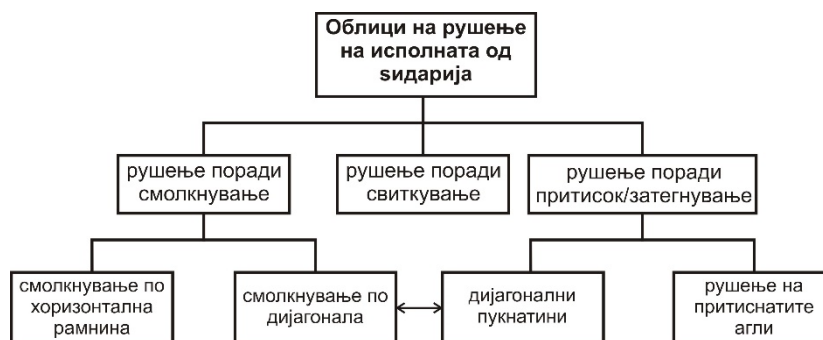 Облици на рушење
на исполната од
ѕидарија
рушење поради
смолкнување
рушење поради
свиткување
рушење поради
притисок/затегнување
смолкнување по
хоризонтална
рамнина
смолкнување по
дијагонала
дијагонални
пукнатини
рушење на
притиснатите
агли